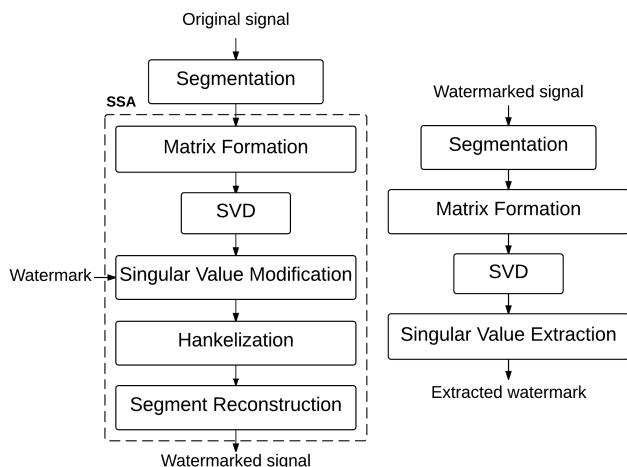 Original signal
Segmentation
SSA
Matrix Formation
SVD
Watermark
Singular Value Modification
Hankelization
Segment Reconstruction
Watermarked signal
Watermarked signal
Segmentation
Matrix Formation
SVD
Singular Value Extraction
Extracted watermark